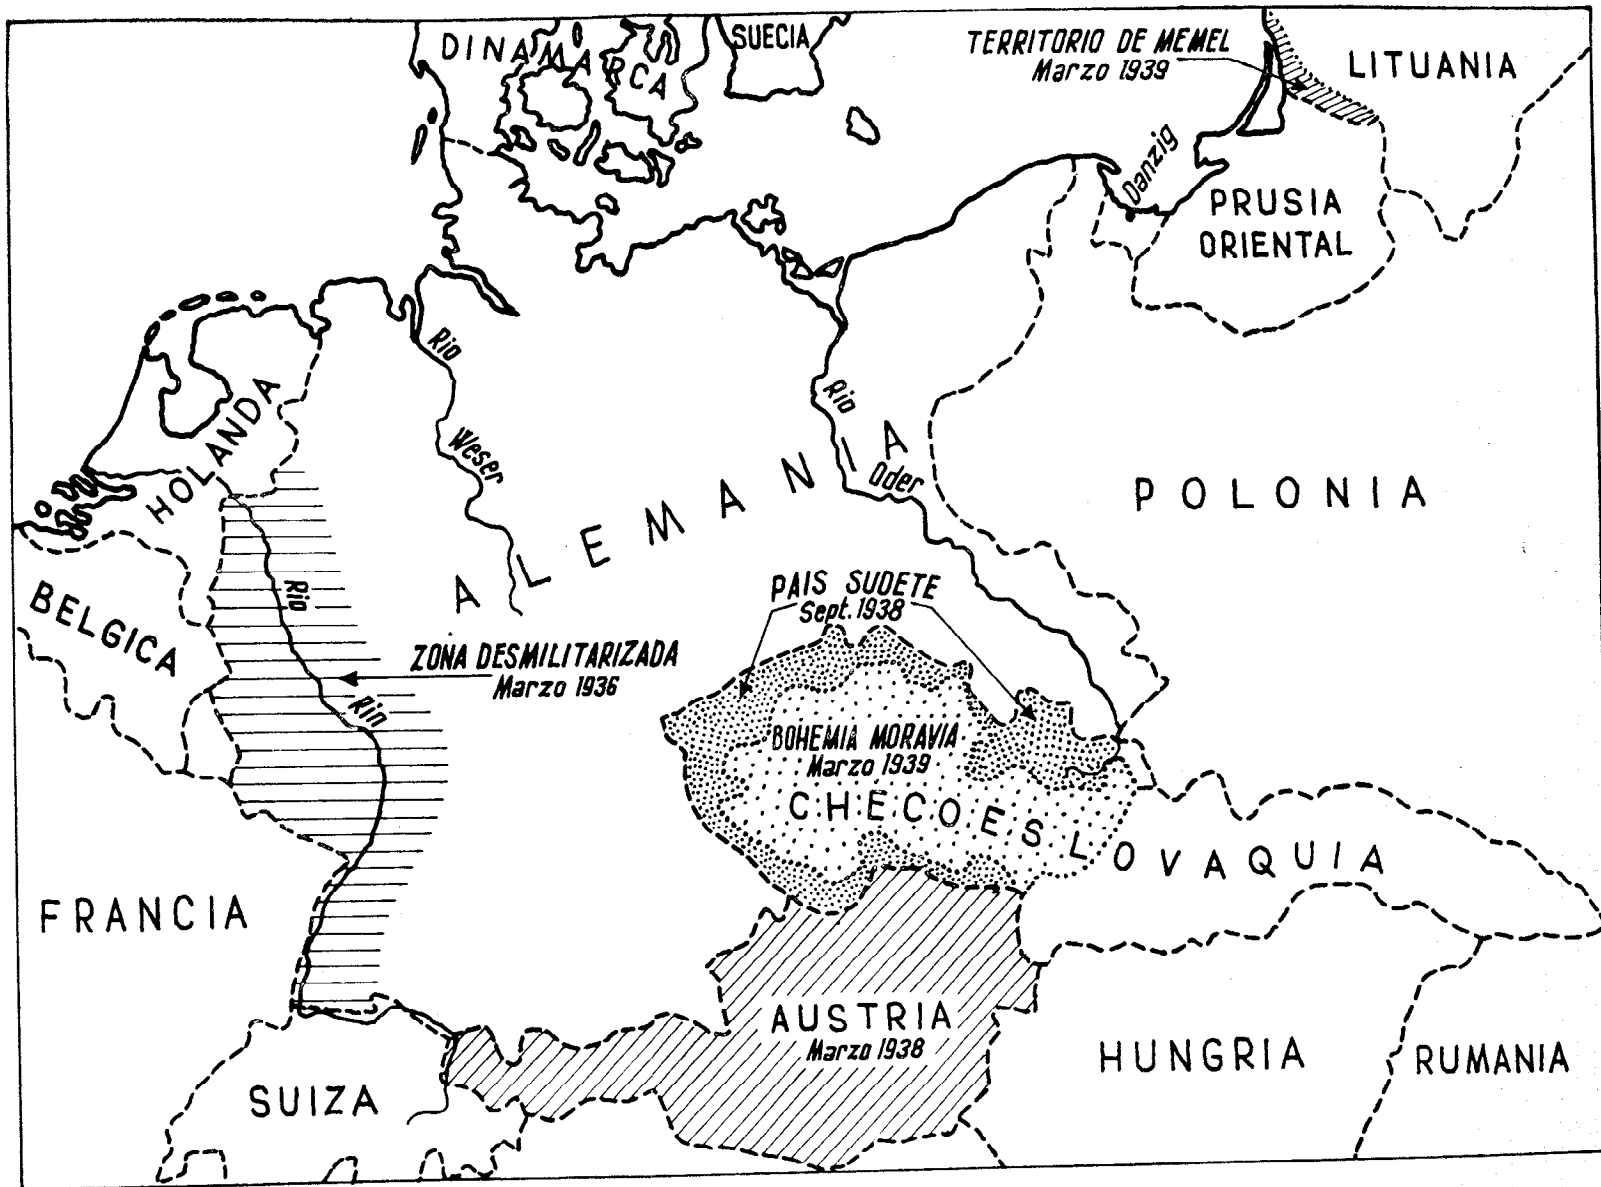 DINAMARCA
SUECIA
TERRITORIO DE MEMEL
Marzo 1939
LITUANIA
Danzig
PRUSIA
ORIENTAL
Rio
Weser
Rio
Oder
HOLANDA
ALEMANIA
POLONIA
BELGICA
Rio
Rin
ZONA DESMILITARIZADA
Marzo 1936
PAIS SUDETE
Sept. 1938
BOHEMIA MORAVIA
Marzo 1939
CHECOESLOVAQUIA
FRANCIA
AUSTRIA
Marzo 1938
SUIZA
HUNGRIA
RUMANIA